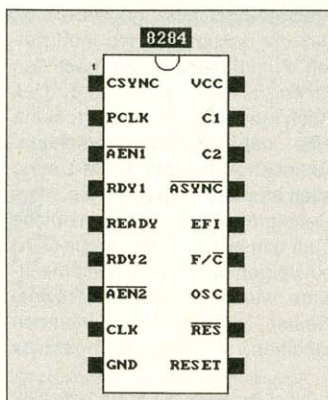 8284
1
CSYNC VCC
PCLK C1
AEN1 C2
RDY1 ASYNC
READY EFI
RDY2 F/C
AEN2 OSC
CLK RES
GND RESET